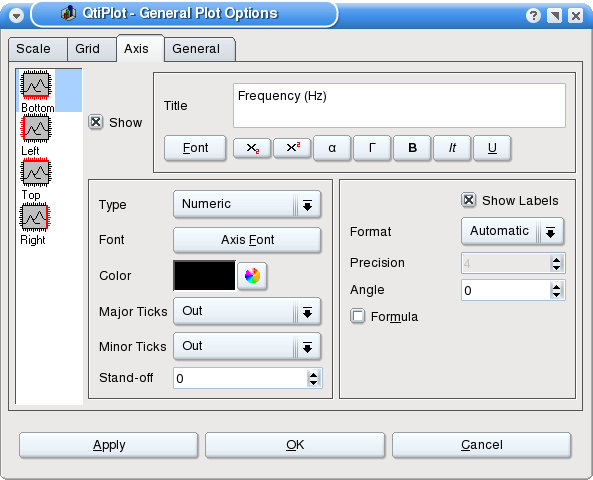 QtiPlot - General Plot Options
?
Scale Grid Axis General
Bottom
Left
Top
Right
Show
Title Frequency (Hz)
Font X₂ X² α Γ B It U
Type Numeric
Font Axis Font
Color
Major Ticks Out
Minor Ticks Out
Stand-off 0
Show Labels
Format Automatic
Precision 4
Angle 0
Formula
Apply OK Cancel